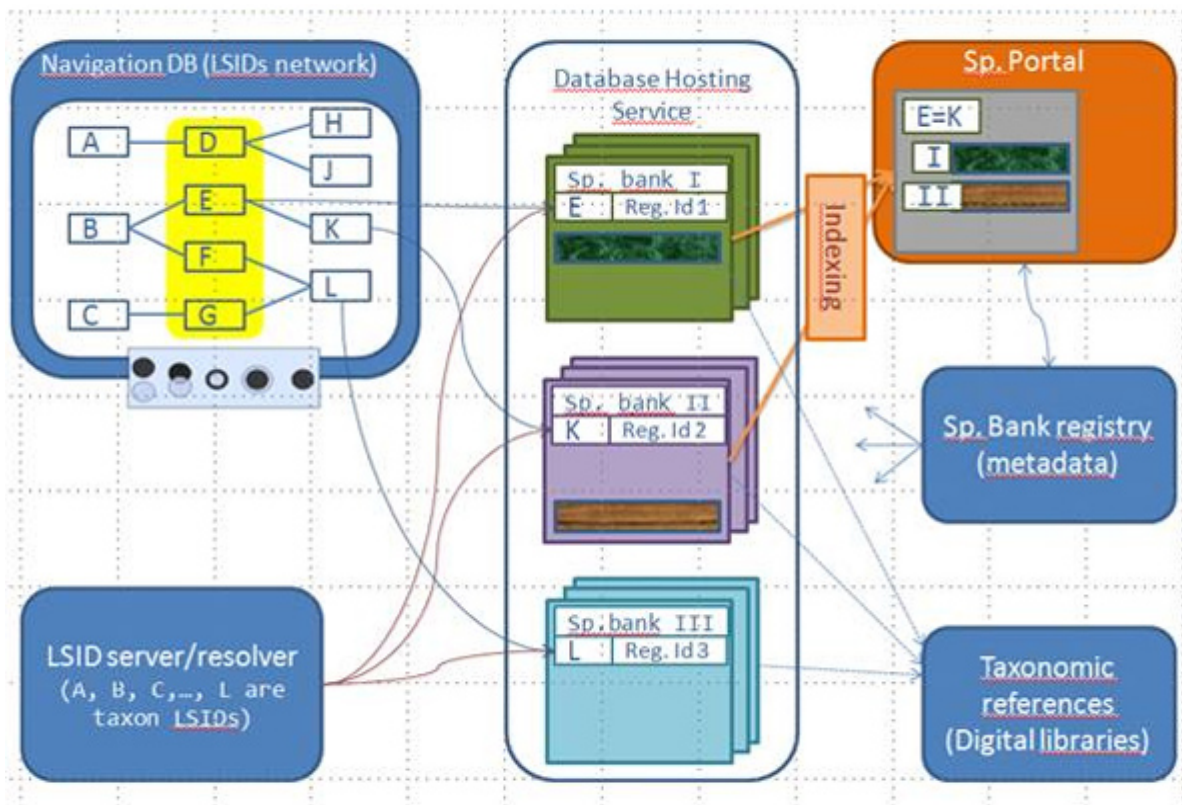 Navigation DB (LSIDs network)
A
D
H
J
B
E
K
F
L
C
G
Database Hosting
Service
Sp. bank I
E
Reg. Id 1
Sp. bank II
K
Reg. Id 2
Sp. bank III
L
Reg. Id 3
Indexing
Sp. Portal
E=K
I
II
Sp. Bank registry
(metadata)
LSID server/resolver
(A, B, C,…, L are
taxon LSIDs)
Taxonomic
references
(Digital libraries)